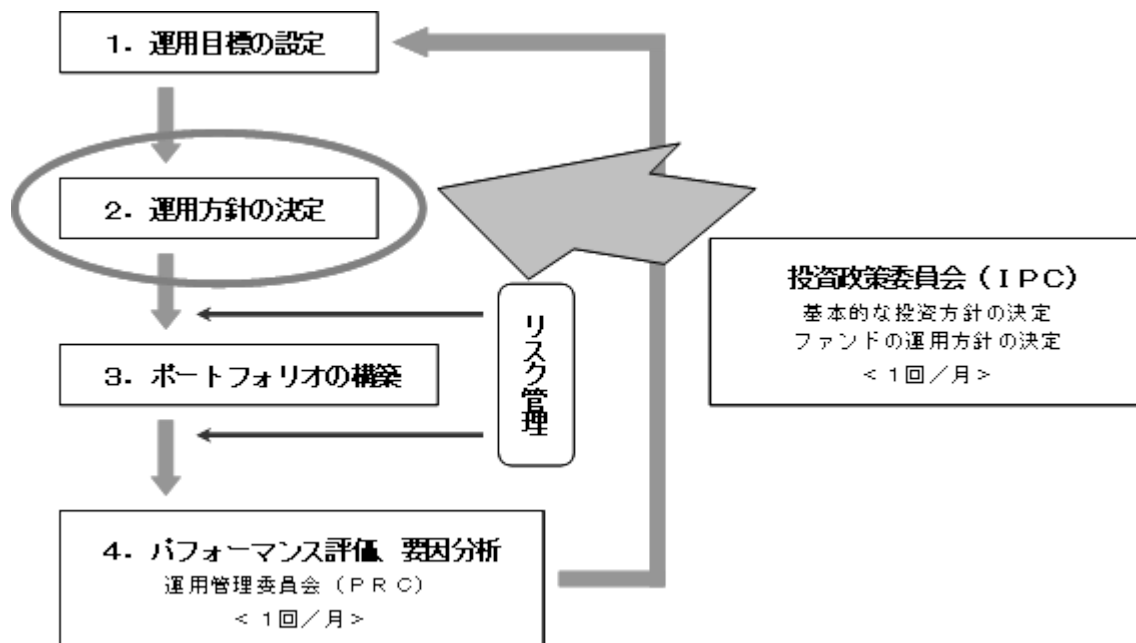 １．運用目標の設定
２．運用方針の決定
投資政策委員会（ＩＰＣ）
基本的な投資方針の決定
ファンドの運用方針の決定
＜１回／月＞
リスク管理
３．ポートフォリオの構築
４．パフォーマンス評価、要因分析
運用管理委員会（ＰＲＣ）
＜１回／月＞